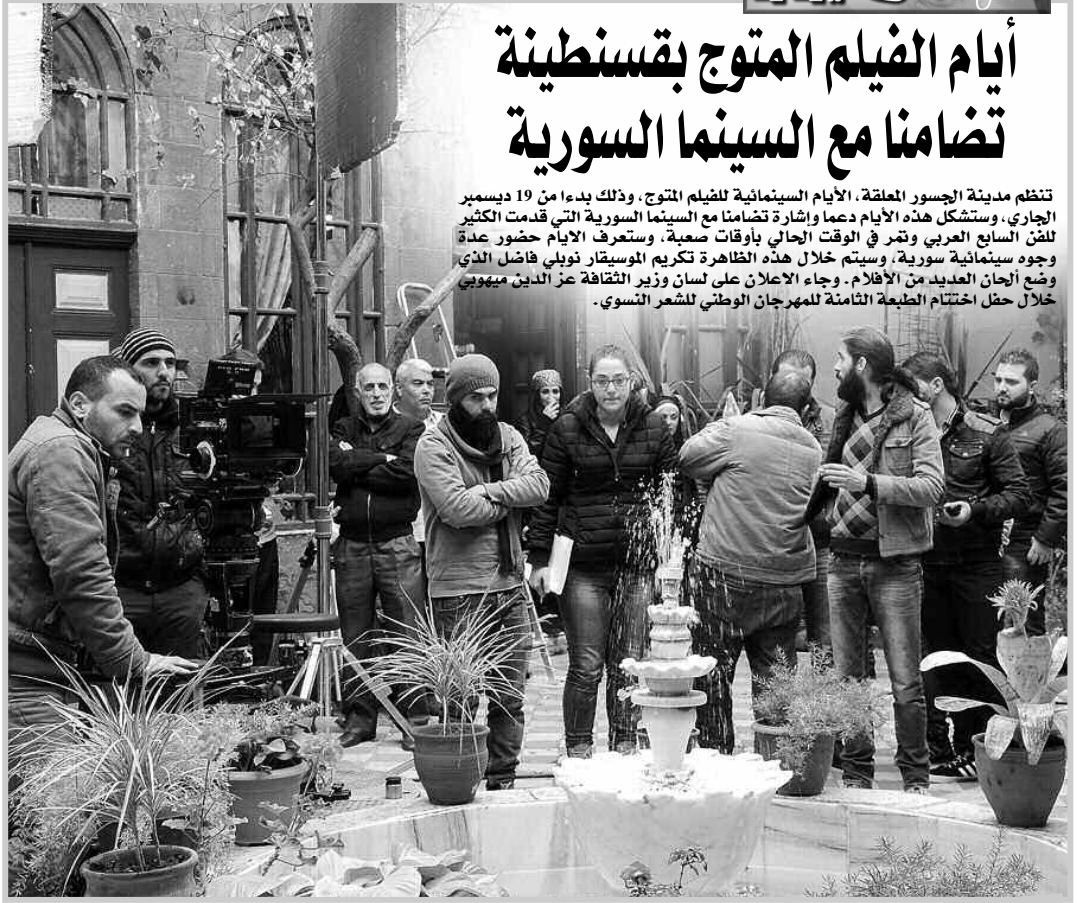 أيام الفيلم المتوج بقسنطينة
تضامنا مع السينما السورية
تنظم مدينة الجسور المعلقة، الأيام السينمائية للفيلم المتوج، وذلك بدءا من 19 ديسمبر
الجاري، وستشكل هذه الأيام دعما وإشارة تضامنا مع السينما السورية التي قدمت الكثير
للفن السابع العربي وتمر في الوقت الحالي بأوقات صعبة، وستعرف الايام حضور عدة
وجوه سينمائية سورية، وسيتم خلال هذه الظاهرة تكريم الموسيقار نوبلي فاضل الذي
وضع ألحان العديد من الأفلام. وجاء الاعلان على لسان وزير الثقافة عز الدين ميهوبي
خلال حفل اختتام الطبعة الثامنة للمهرجان الوطني للشعر النسوي.